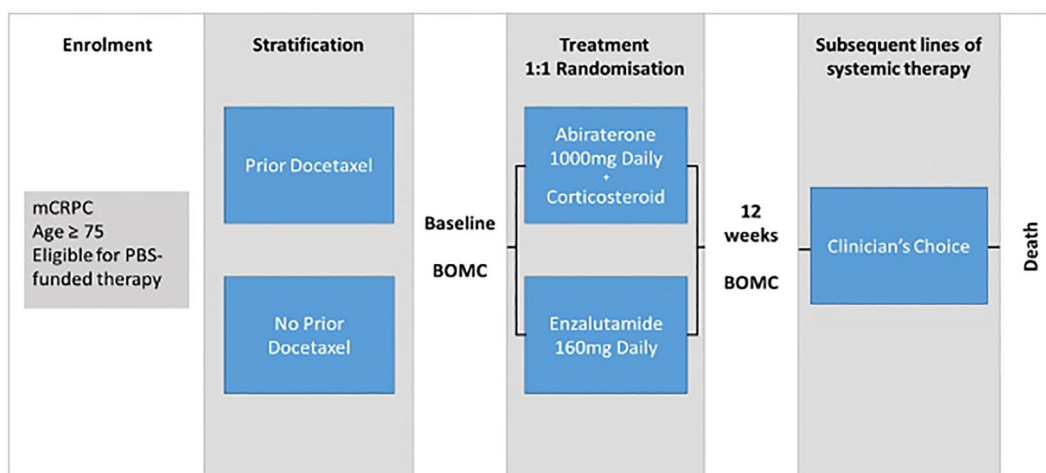 Enrolment
mCRPC
Age ≥ 75
Eligible for PBS-
funded therapy
Stratification
Prior Docetaxel
No Prior
Docetaxel
Baseline
BOMC
Treatment
1:1 Randomisation
Abiraterone
1000mg Daily
+
Corticosteroid
Enzalutamide
160mg Daily
12
weeks
BOMC
Subsequent lines of
systemic therapy
Clinician’s Choice
Death